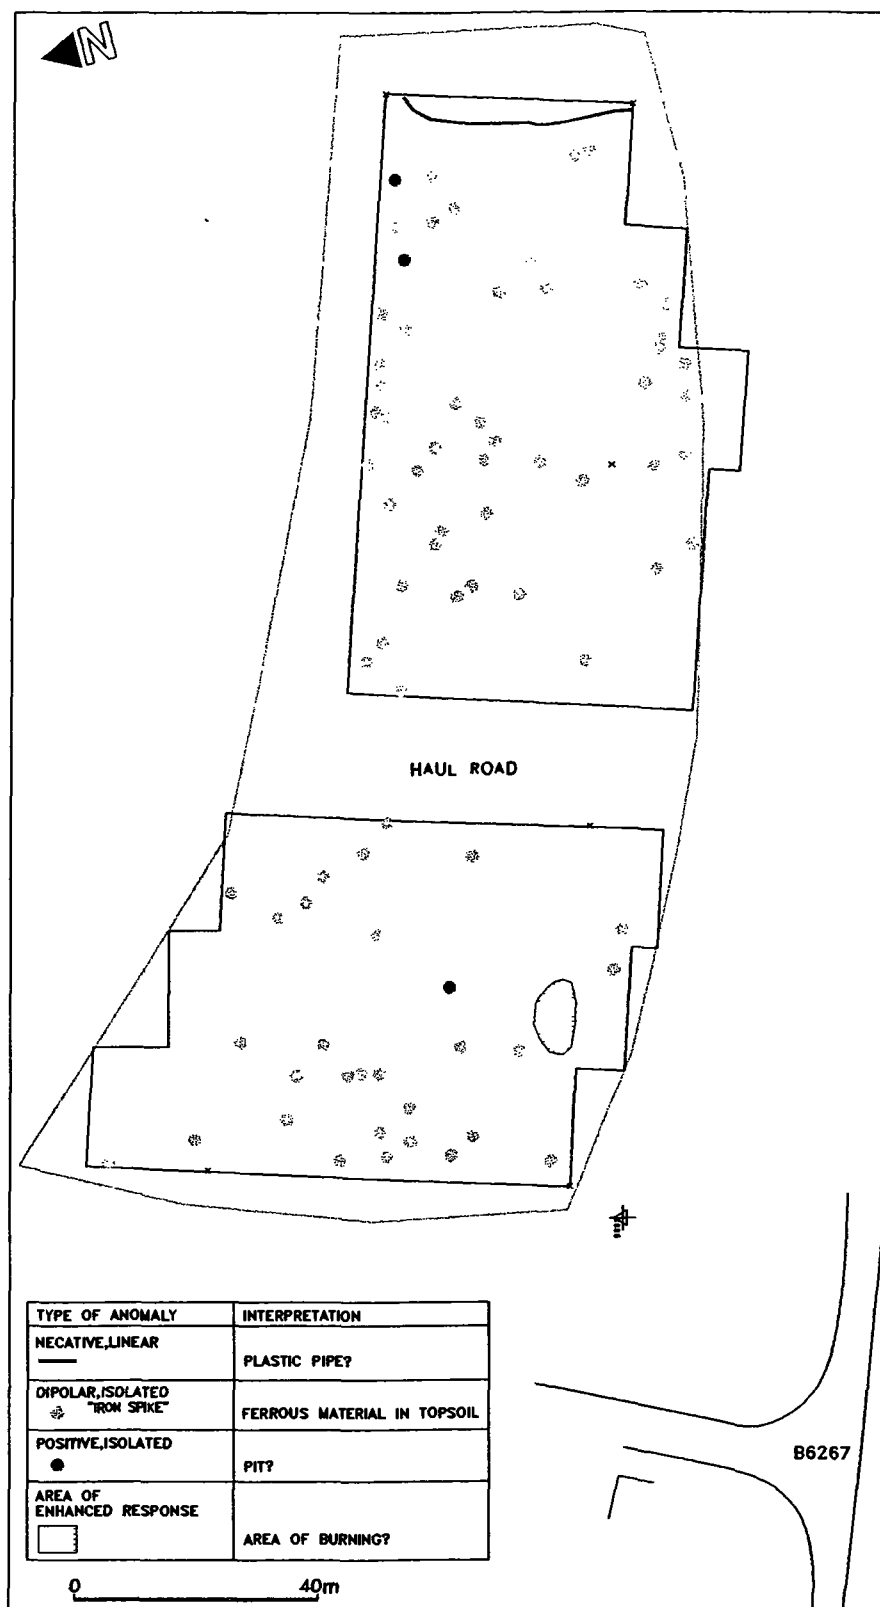 N
HAUL ROAD
TYPE OF ANOMALY INTERPRETATION
NECATIVE,LINEAR
PLASTIC PIPE?
DIPOLAR,ISOLATED
"IRON SPIKE"
FERROUS MATERIAL IN TOPSOIL
POSITIVE,ISOLATED
PIT?
AREA OF
ENHANCED RESPONSE
AREA OF BURNING?
B6267
0 40m